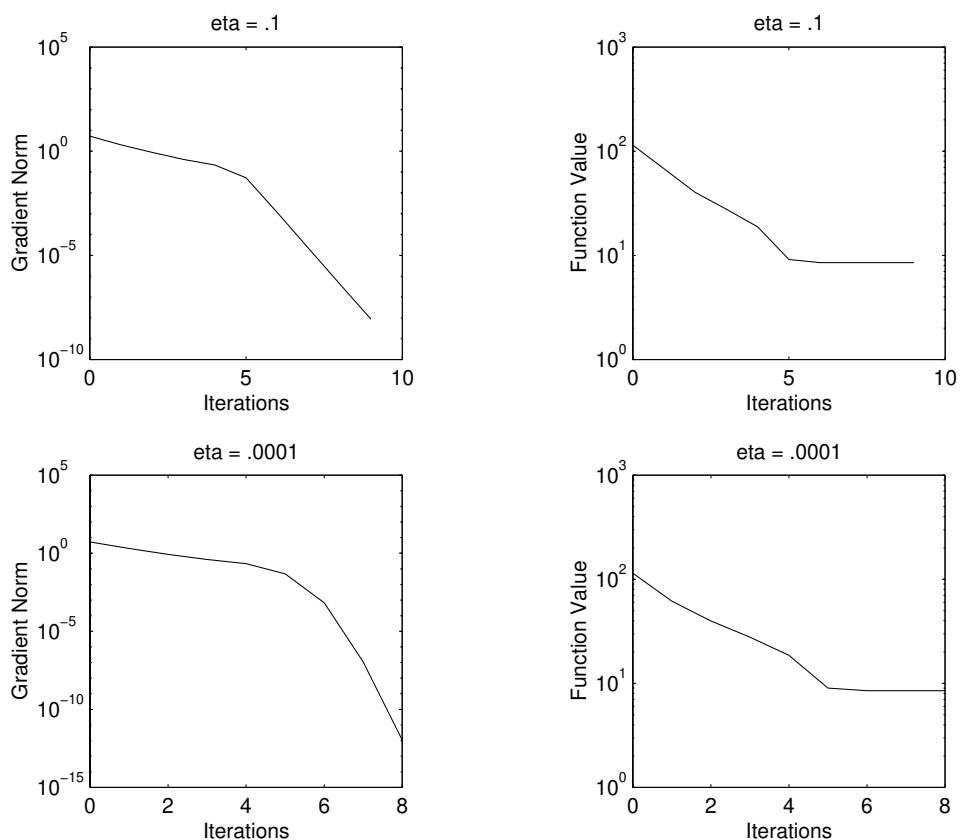 eta = .1
10^5
10^0
10^-5
10^-10
Gradient Norm
0 5 10
Iterations
eta = .1
10^3
10^2
10^1
10^0
Function Value
0 5 10
Iterations
eta = .0001
10^5
10^0
10^-5
10^-10
10^-15
Gradient Norm
0 2 4 6 8
Iterations
eta = .0001
10^3
10^2
10^1
10^0
Function Value
0 2 4 6 8
Iterations